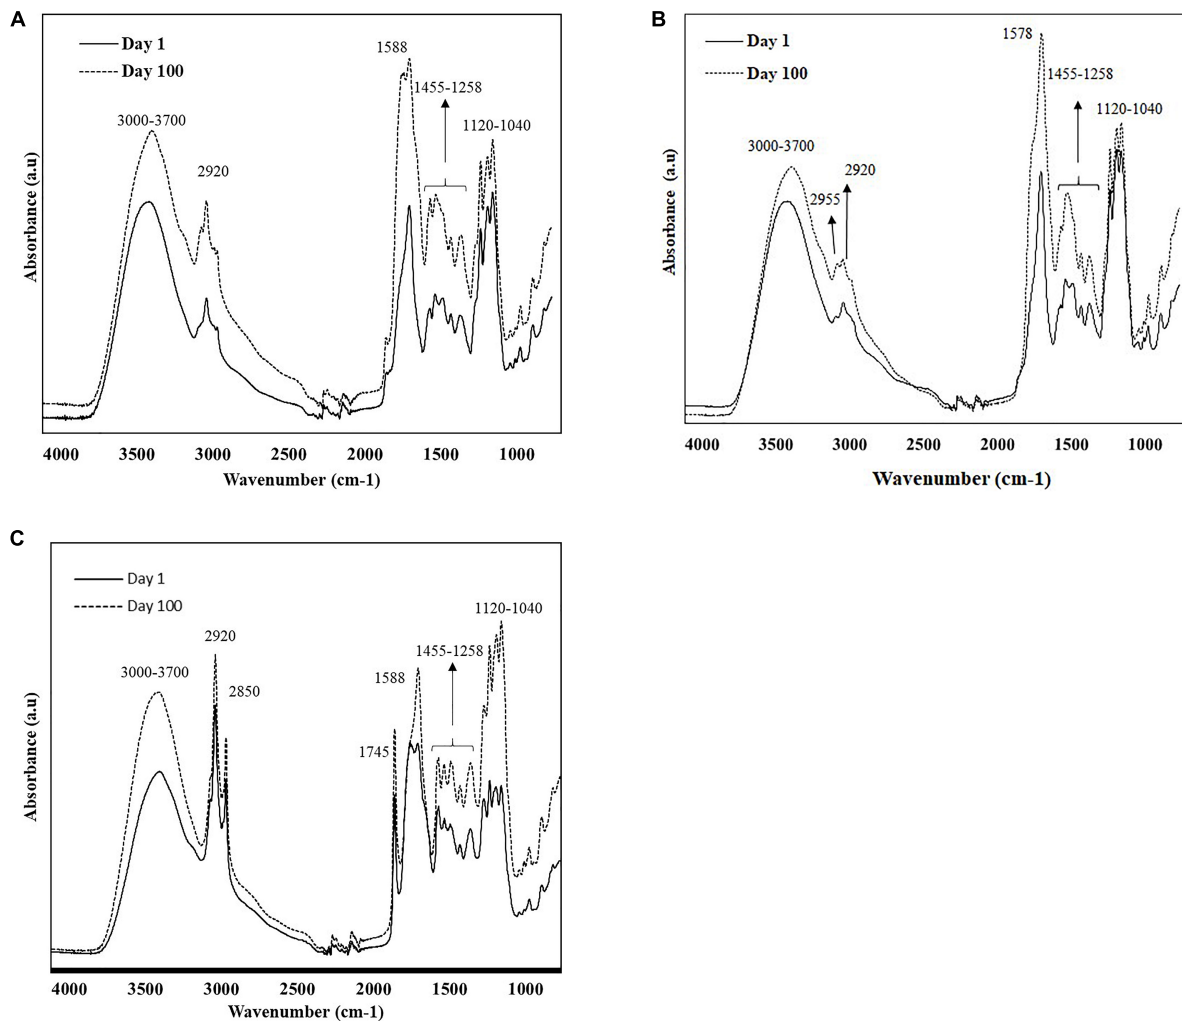 A
Day 1
Day 100
1588
1455-1258
3000-3700
1120-1040
2920
Absorbance (a.u)
4000 3500 3000 2500 2000 1500 1000
Wavenumber (cm-1)
B
Day 1
Day 100
1578
1455-1258
1120-1040
3000-3700
2920
2955
Absorbance (a.u)
4000 3500 3000 2500 2000 1500 1000
Wavenumber (cm-1)
C
Day 1
Day 100
1120-1040
2920
1455-1258
3000-3700
1588
2850
1745
Absorbance (a.u)
4000 3500 3000 2500 2000 1500 1000
Wavenumber (cm-1)